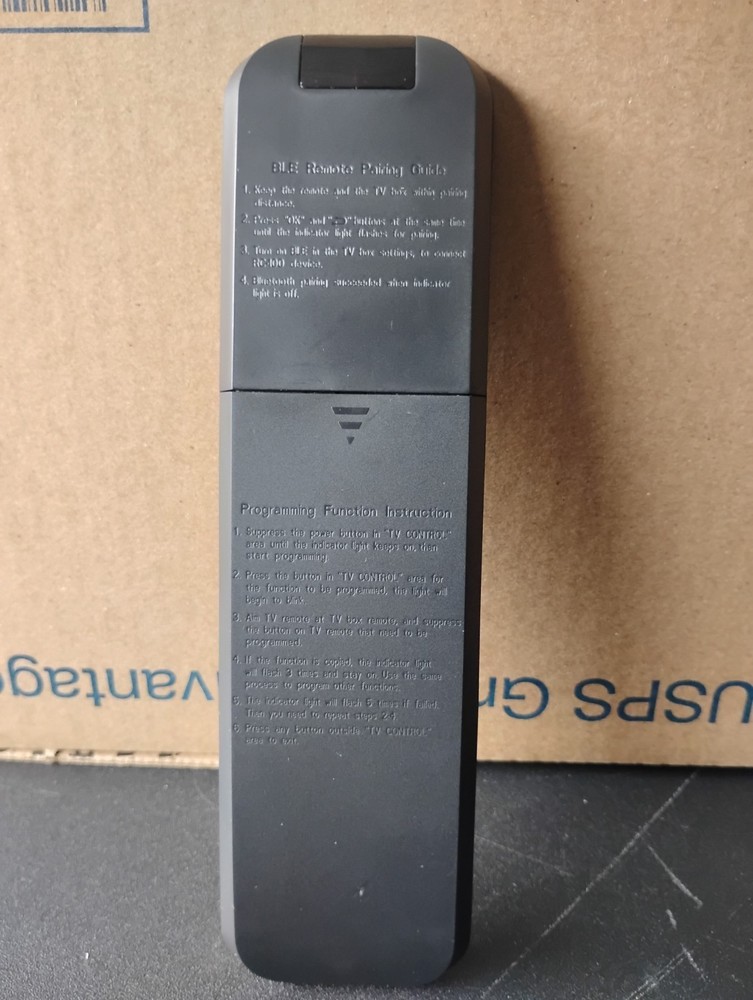 BLE Remote Pairing Guide
1. Keep the remote and the TV box within pairing
distance.
2. Press "OK" and " " buttons at the same time
until the indicator light flashes for pairing.
3. Turn on BLE in the TV box settings, to connect
RC400 device.
4. Bluetooth pairing succeeded when indicator
light is off.
Programming Function Instruction
1. Suppress the power button in "TV CONTROL"
area until the indicator light keeps on, then
start programming.
2. Press the button in "TV CONTROL" area for
the function to be programmed, the light will
begin to blink.
3. Aim TV remote at TV box remote, and suppress
the button on TV remote that need to be
programmed.
4. If the function is copied, the indicator light
will flash 3 times and stay on. Use the same
process to program other functions.
5. The indicator light will flash 5 times if failed.
Then you need to repeat steps 2,4.
6. Press any button outside "TV CONTROL"
area to exit.
USPS Gr vantage